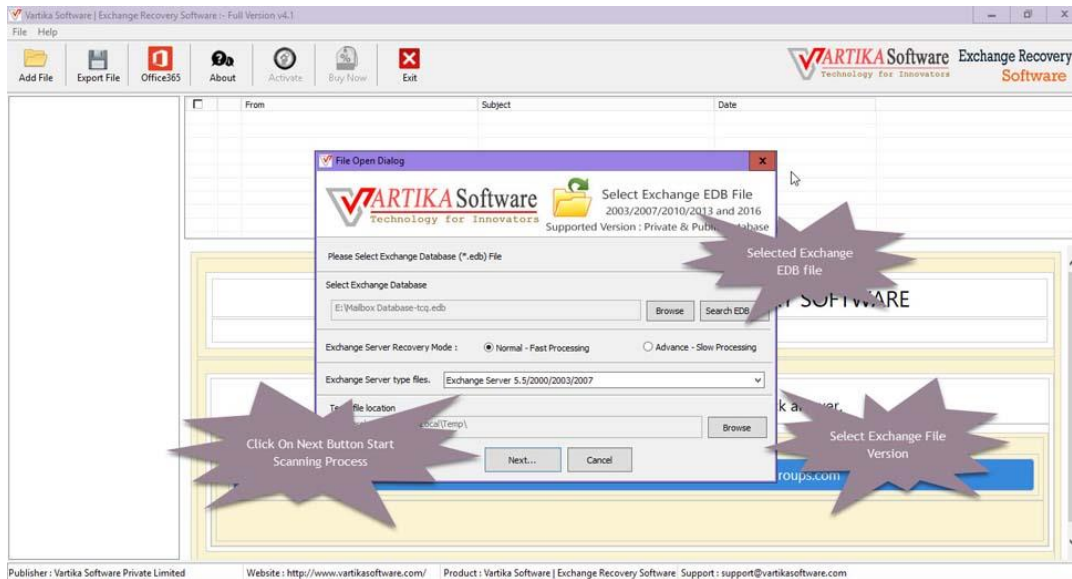 Vartika Software | Exchange Recovery Software :- Full Version v4.1
File Help
Add File Export File Office365 About Activate Buy Now Exit
VARTIKA Software
Technology for Innovators
Exchange Recovery
Software
From Subject Date
File Open Dialog
VARTIKA Software
Technology for Innovators
Select Exchange EDB File
2003/2007/2010/2013 and 2016
Supported Version : Private &
Please Select Exchange Database (*.edb) File
Selected Exchange
EDB file
Select Exchange Database
E:\Mailbox Database-tcq.edb
Browse Search EDB
SOFTWARE
Exchange Server Recovery Mode : Normal - Fast Processing Advance - Slow Processing
Exchange Server type files. Exchange Server 5.5/2000/2003/2007
file location
\Temp\
Browse
Click On Next Button Start
Scanning Process
Select Exchange File
Version
Next... Cancel
roups.com
Publisher : Vartika Software Private Limited Website : http://www.vartikasoftware.com/ Product : Vartika Software | Exchange Recovery Software Support : support@vartikasoftware.com